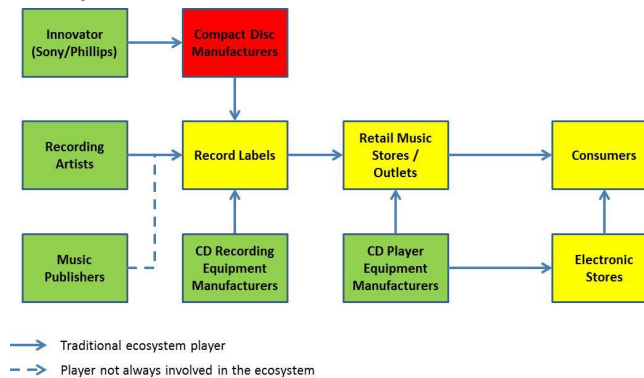 Innovator
(Sony/Phillips)
Compact Disc
Manufacturers
Recording
Artists
Record Labels
Retail Music
Stores /
Outlets
Consumers
Music
Publishers
CD Recording
Equipment
Manufacturers
CD Player
Equipment
Manufacturers
Electronic
Stores
Traditional ecosystem player
Player not always involved in the ecosystem